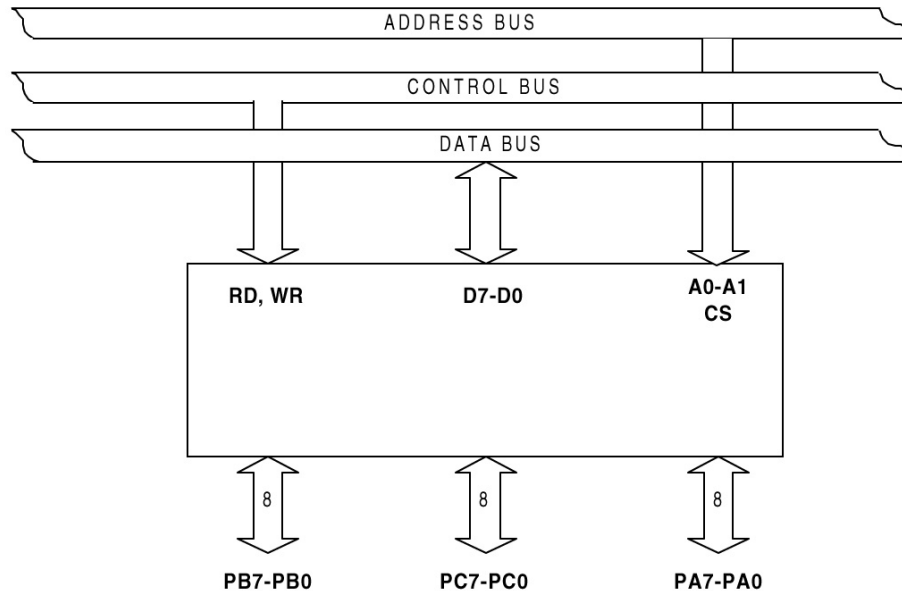 ADDRESS BUS
CONTROL BUS
DATA BUS
RD, WR
D7-D0
A0-A1
CS
8
8
8
PB7-PB0
PC7-PC0
PA7-PA0